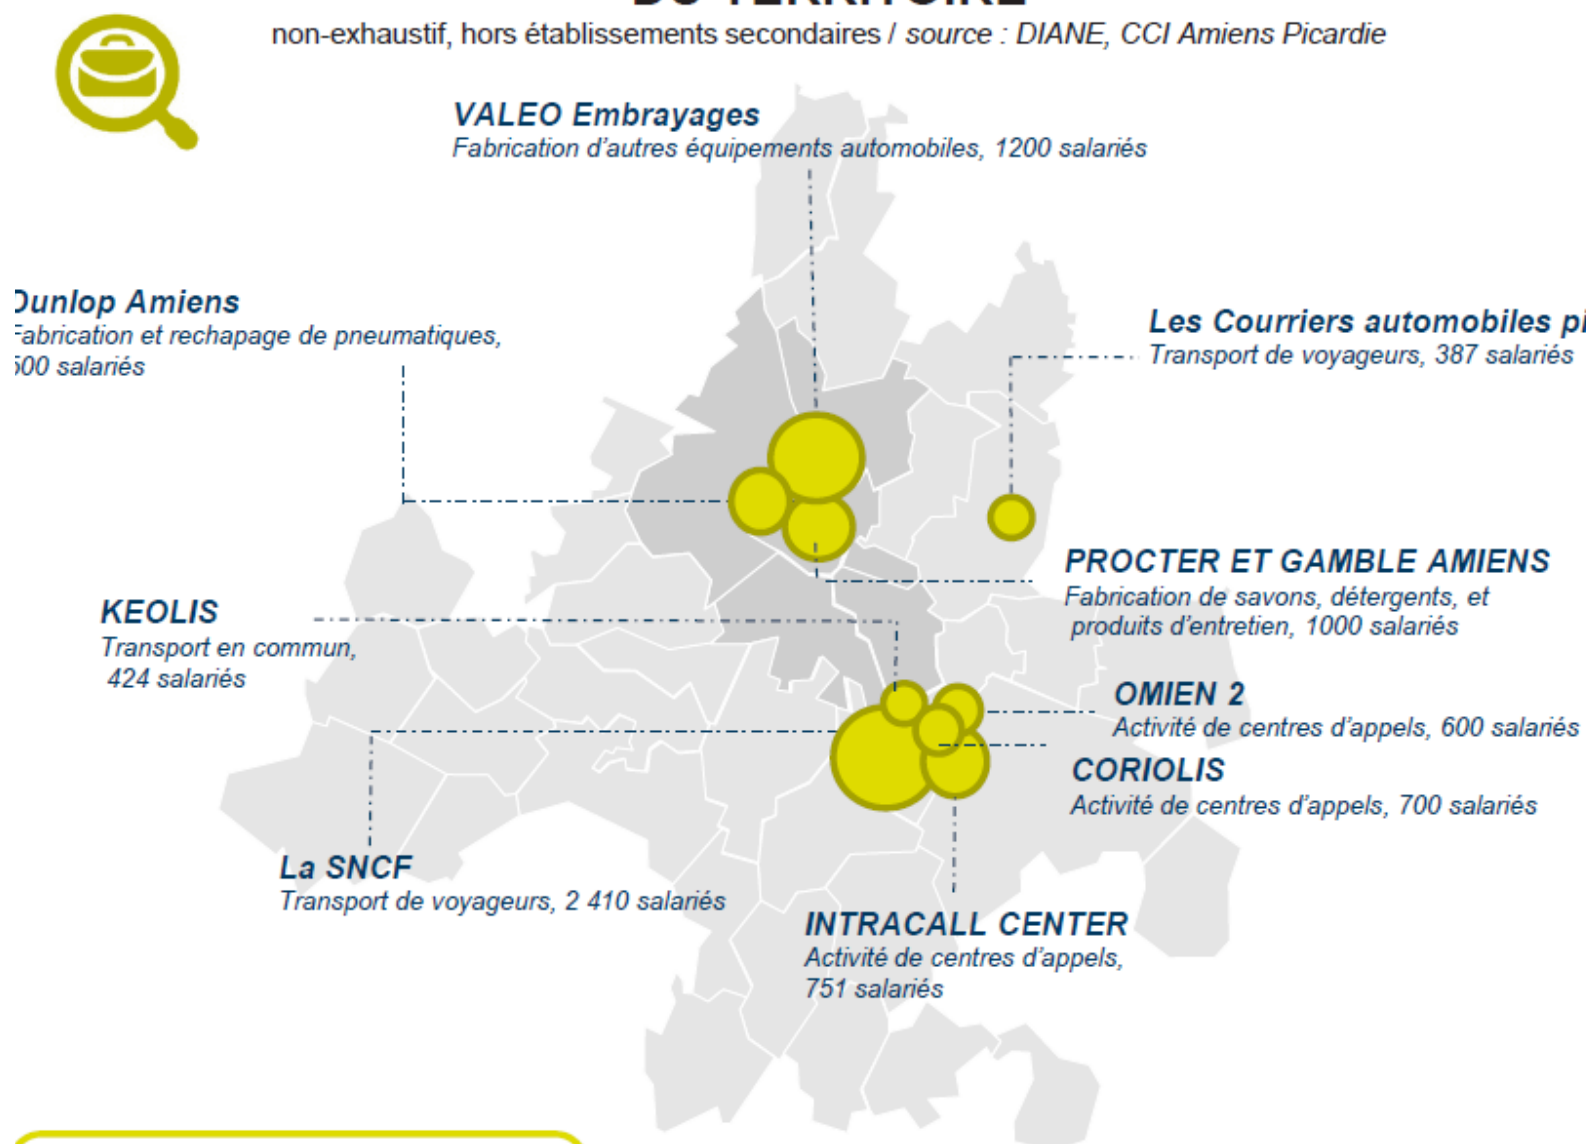 DU TERRITOIRE
non-exhaustif, hors établissements secondaires / source : DIANE, CCI Amiens Picardie
VALEO Embrayages
Fabrication d'autres équipements automobiles, 1200 salariés
Dunlop Amiens
Fabrication et rechapage de pneumatiques,
salariés
Les Courriers automobiles
Transport de voyageurs, 387 salariés
PROCTER ET GAMBLE AMIENS
Fabrication de savons, détergents, et
produits d'entretien, 1000 salariés
KEOLIS
Transport en commun,
424 salariés
OMIEN 2
Activité de centres d'appels, 600 salariés
CORIOLIS
Activité de centres d'appels, 700 salariés
La SNCF
Transport de voyageurs, 2 410 salariés
INTRACALL CENTER
Activité de centres d'appels,
751 salariés